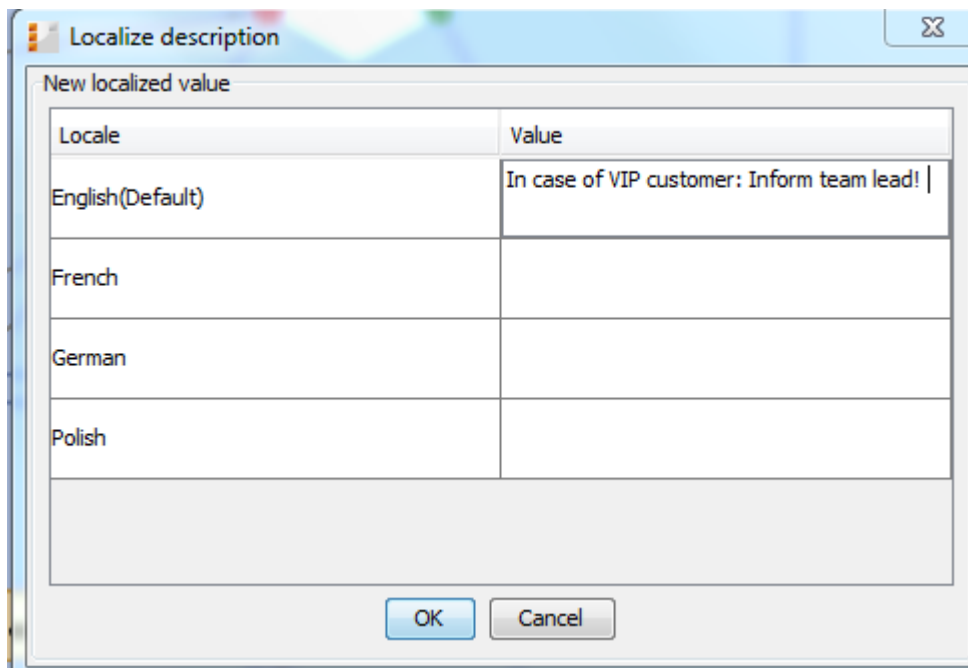 Localize description
New localized value
Locale Value
English(Default) In case of VIP customer: Inform team lead!
French
German
Polish
OK Cancel